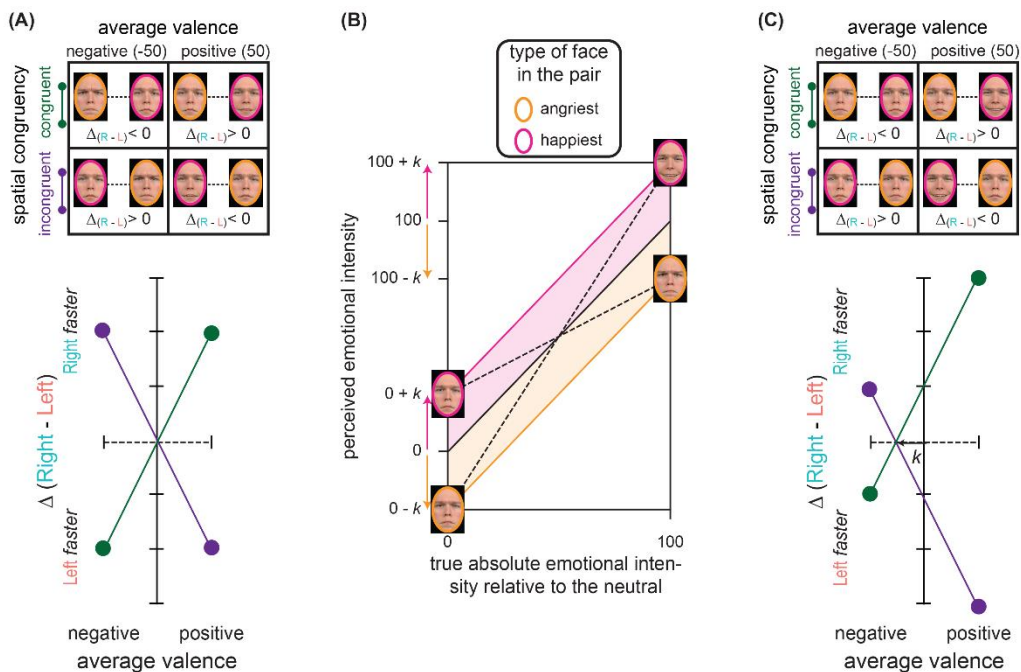 (A)
average valence
negative (-50) positive (50)
spatial congruency
congruent
incongruent
Δ(R - L) < 0
Δ(R - L) > 0
Δ(R - L) > 0
Δ(R - L) < 0
Right faster
Left faster
Δ (Right - Left)
negative positive
average valence
(B)
type of face
in the pair
angriest
happiest
perceived emotional intensity
100 + k
100
100 - k
0 + k
0
0 - k
0 100
true absolute emotional inten-
sity relative to the neutral
(C)
average valence
negative (-50) positive (50)
spatial congruency
congruent
incongruent
Δ(R - L) < 0
Δ(R - L) > 0
Δ(R - L) > 0
Δ(R - L) < 0
Right faster
Left faster
Δ (Right - Left)
k
negative positive
average valence